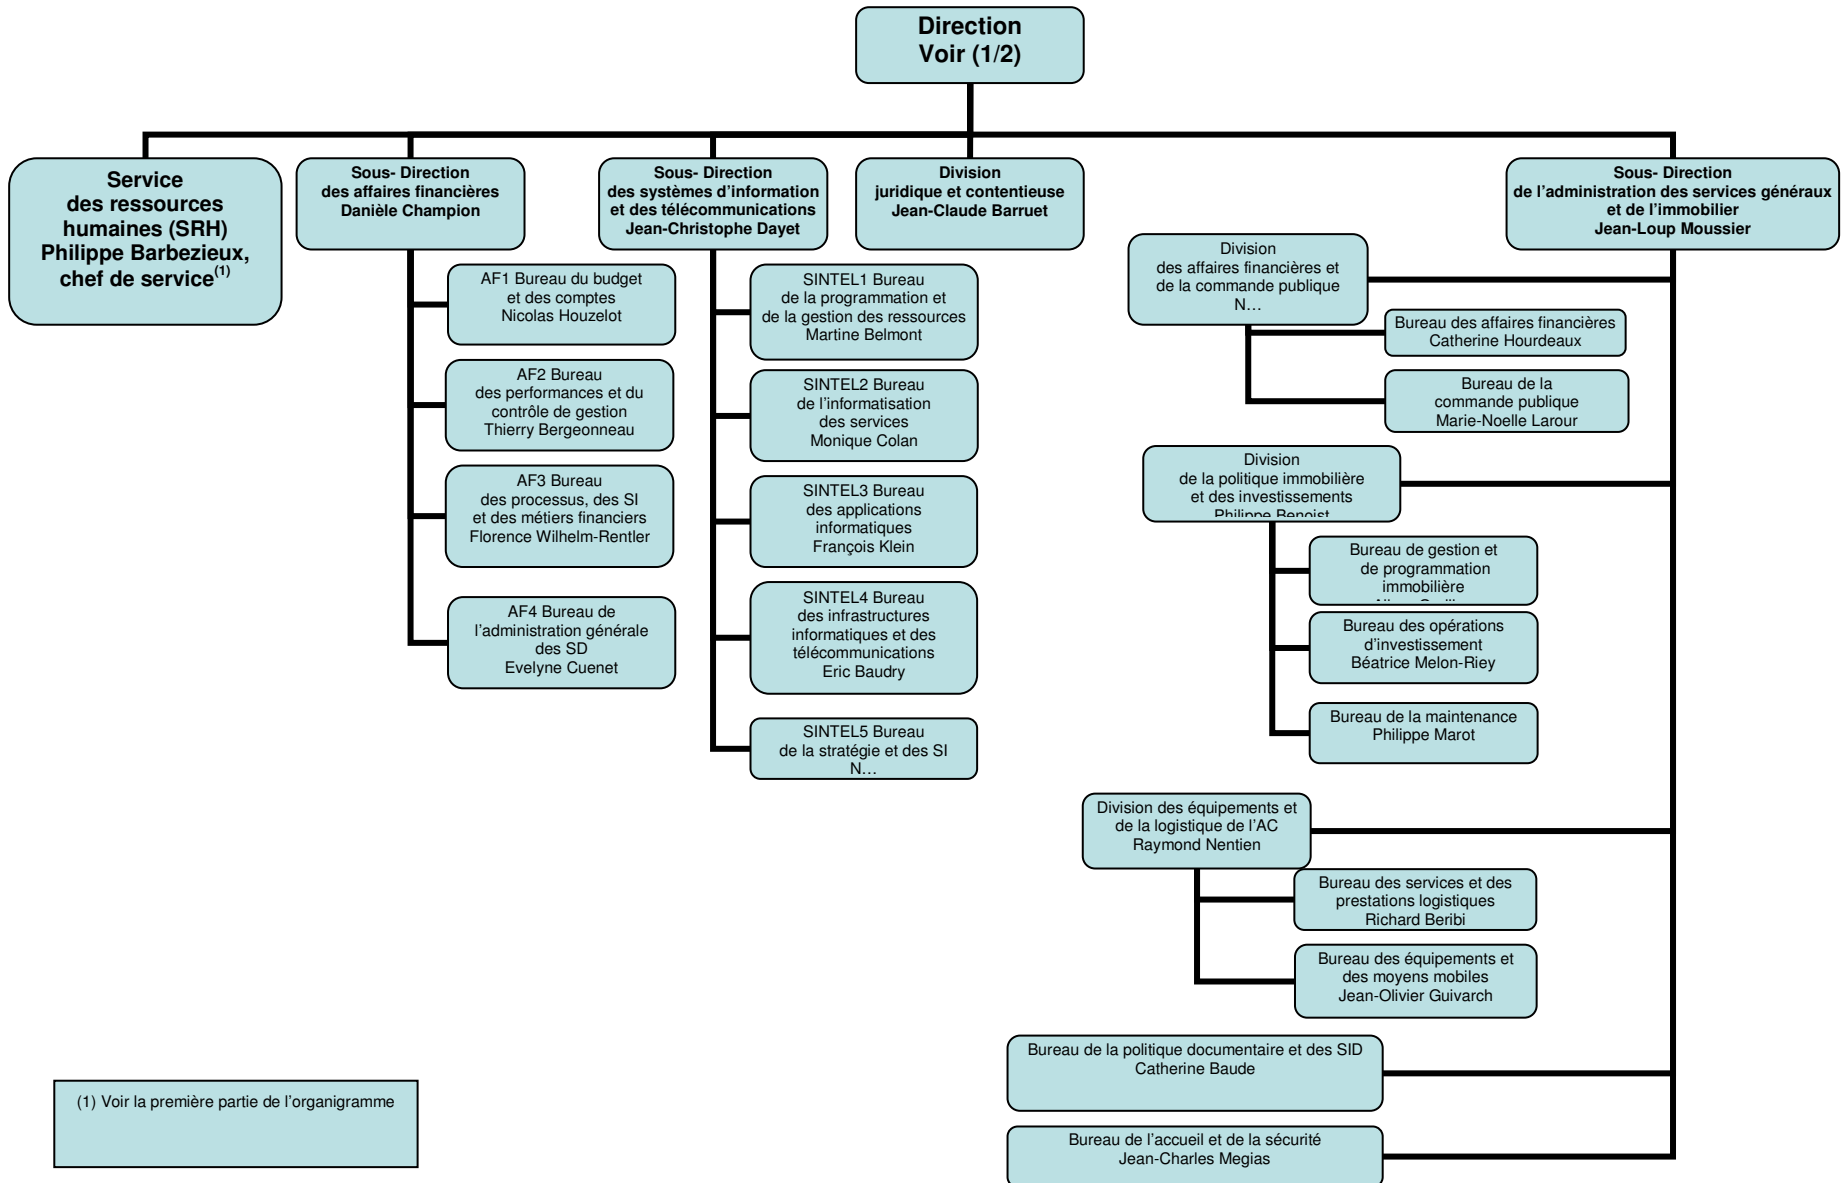 Direction
Voir (1/2)
Service
des ressources
humaines (SRH)
Philippe Barbezieux,
chef de service(1)
Sous- Direction
des affaires financières
Danièle Champion
Sous- Direction
des systèmes d'information
et des télécommunications
Jean-Christophe Dayet
Division
juridique et contentieuse
Jean-Claude Barruet
Sous- Direction
de l'administration des services généraux
et de l'immobilier
Jean-Loup Moussier
AF1 Bureau du budget
et des comptes
Nicolas Houzelot
AF2 Bureau
des performances et du
contrôle de gestion
Thierry Bergeonneau
AF3 Bureau
des processus, des SI
et des métiers financiers
Florence Wilhelm-Rentler
AF4 Bureau de
l'administration générale
des SD
Evelyne Cuenet
SINTEL1 Bureau
de la programmation et
de la gestion des ressources
Martine Belmont
SINTEL2 Bureau
de l'informatisation
des services
Monique Colan
SINTEL3 Bureau
des applications
informatiques
François Klein
SINTEL4 Bureau
des infrastructures
informatiques et des
télécommunications
Eric Baudry
SINTEL5 Bureau
de la stratégie et des SI
N…
Division
des affaires financières et
de la commande publique
N…
Bureau des affaires financières
Catherine Hourdeaux
Bureau de la
commande publique
Marie-Noelle Larour
Division
de la politique immobilière
et des investissements
Philippe Benoist
Bureau de gestion et
de programmation
immobilière
Bureau des opérations
d'investissement
Béatrice Melon-Riey
Bureau de la maintenance
Philippe Marot
Division des équipements et
de la logistique de l'AC
Raymond Nentien
Bureau des services et des
prestations logistiques
Richard Beribi
Bureau des équipements et
des moyens mobiles
Jean-Olivier Guivarch
Bureau de la politique documentaire et des SID
Catherine Baude
Bureau de l'accueil et de la sécurité
Jean-Charles Megias
(1) Voir la première partie de l'organigramme